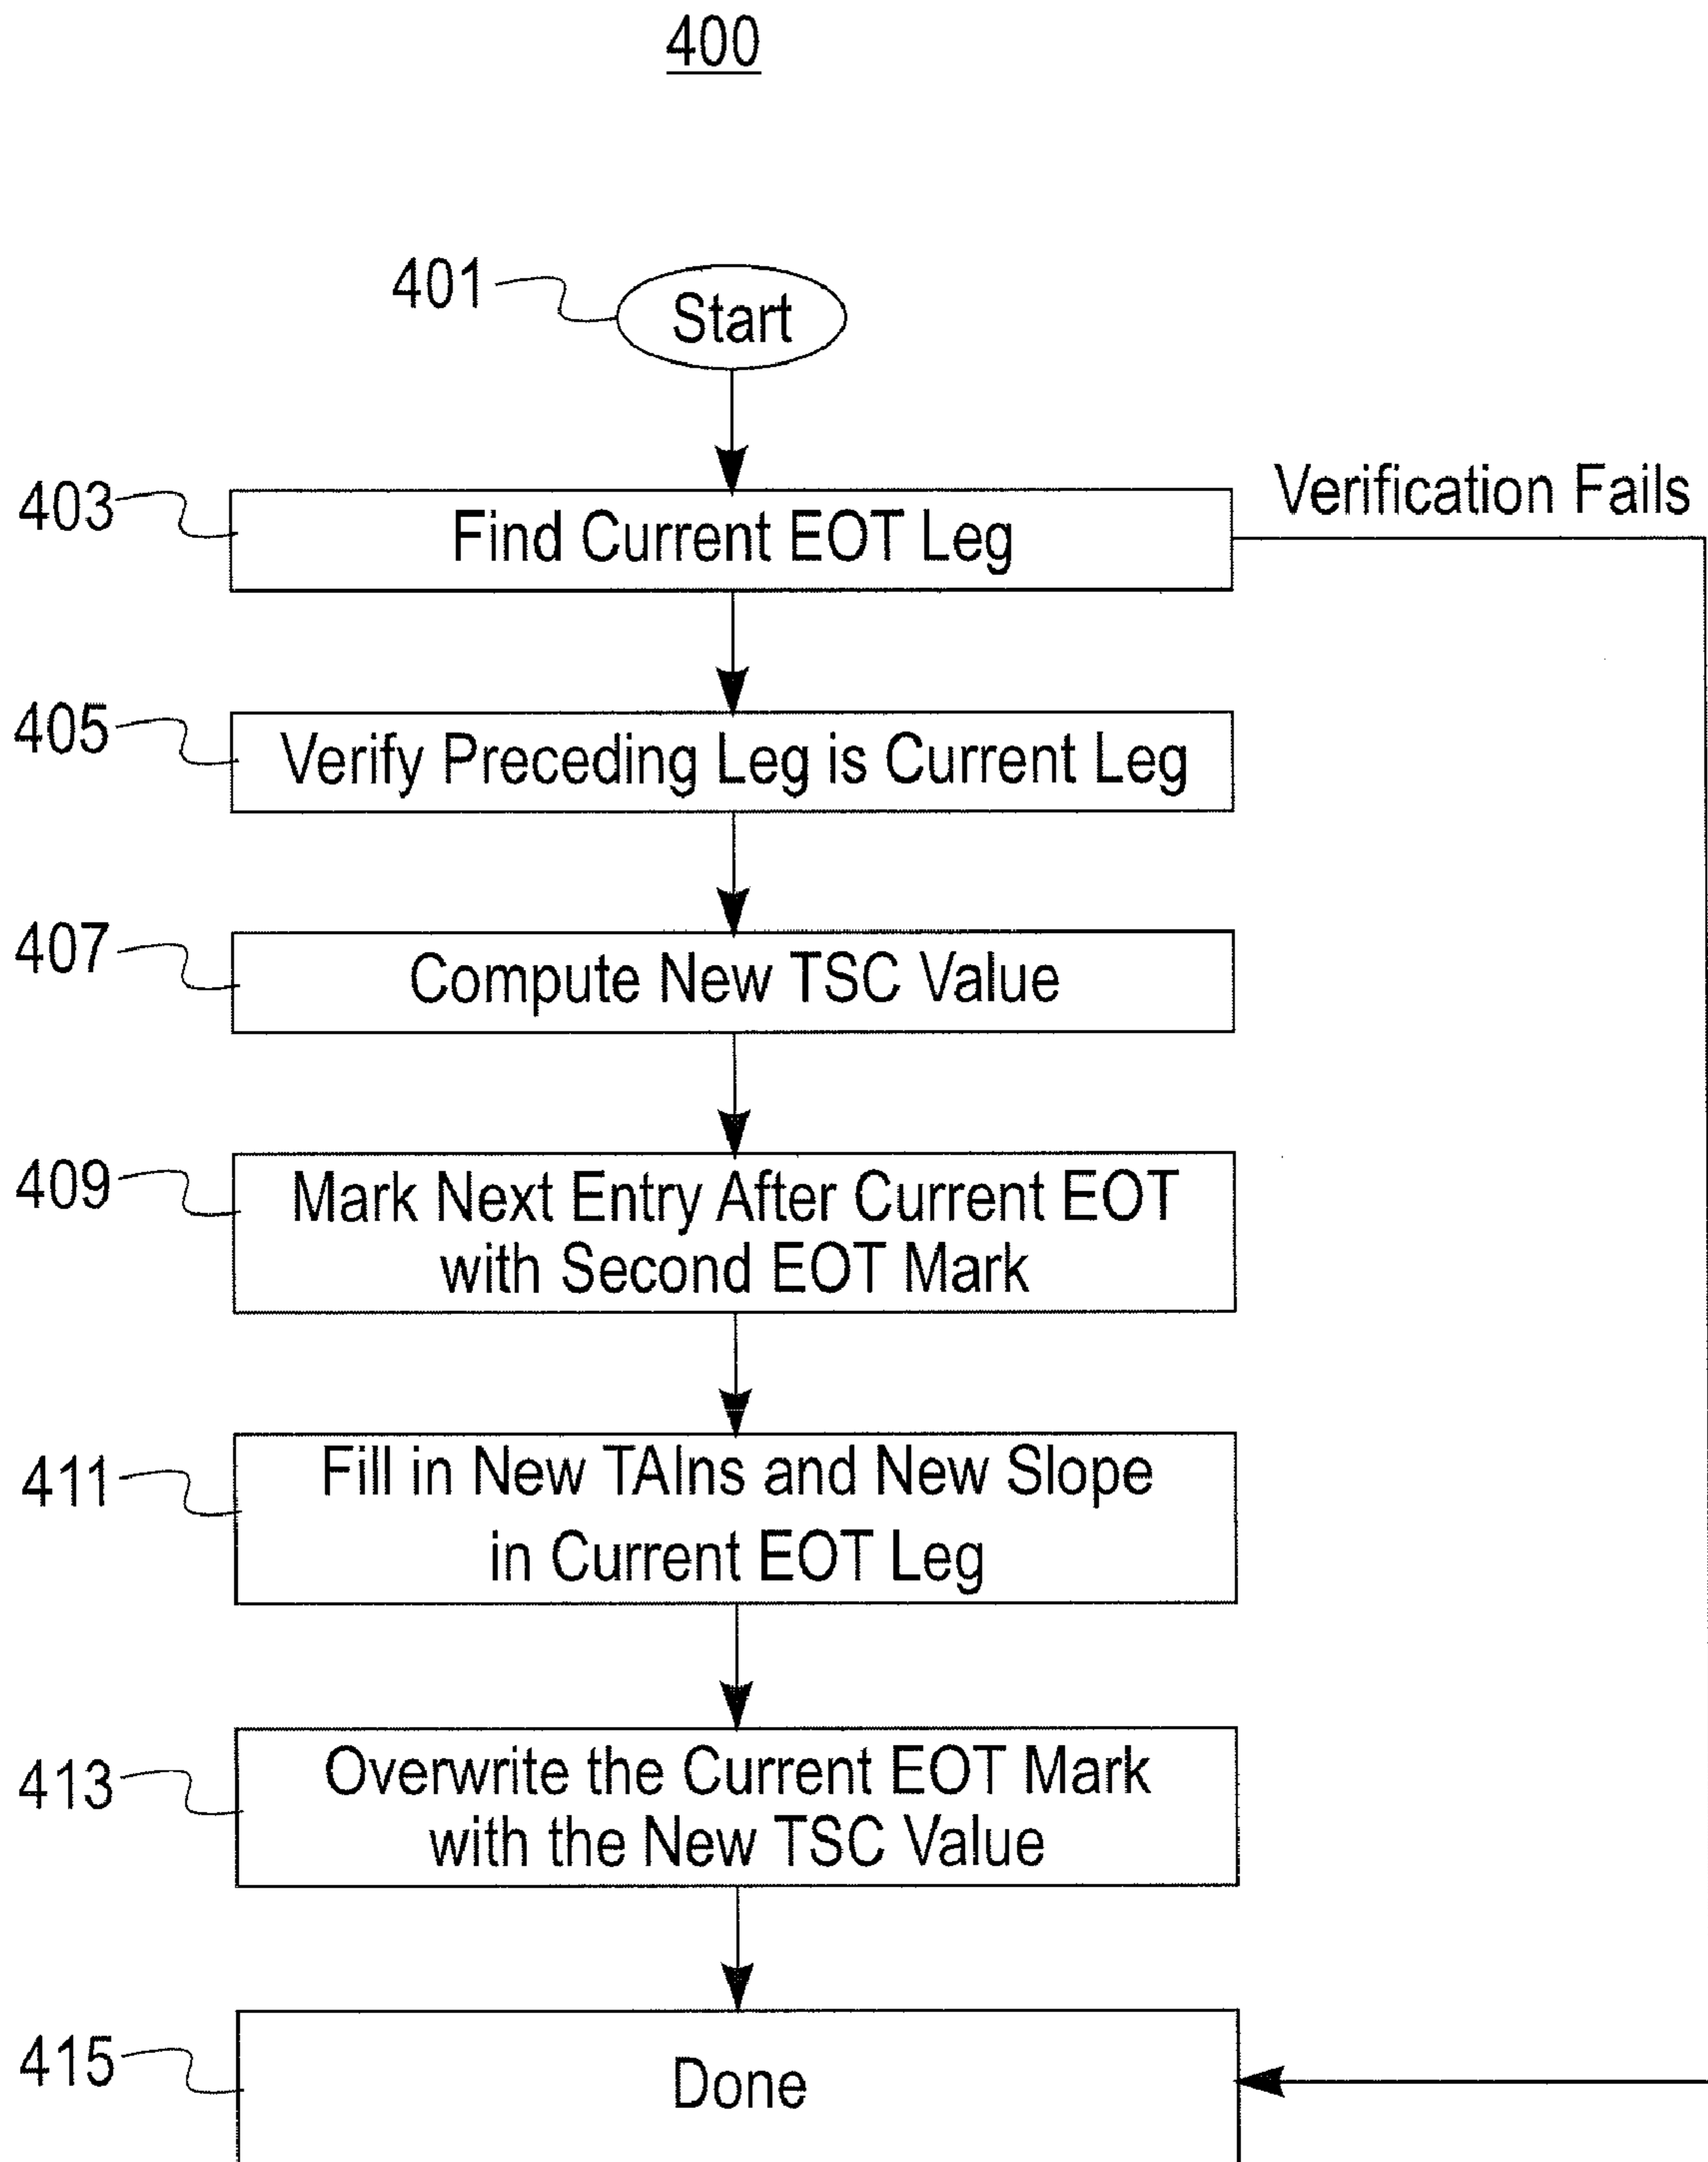 400
401
Start
403
Find Current EOT Leg
Verification Fails
405
Verify Preceding Leg is Current Leg
407
Compute New TSC Value
409
Mark Next Entry After Current EOT
with Second EOT Mark
411
Fill in New TAIns and New Slope
in Current EOT Leg
413
Overwrite the Current EOT Mark
with the New TSC Value
415
Done